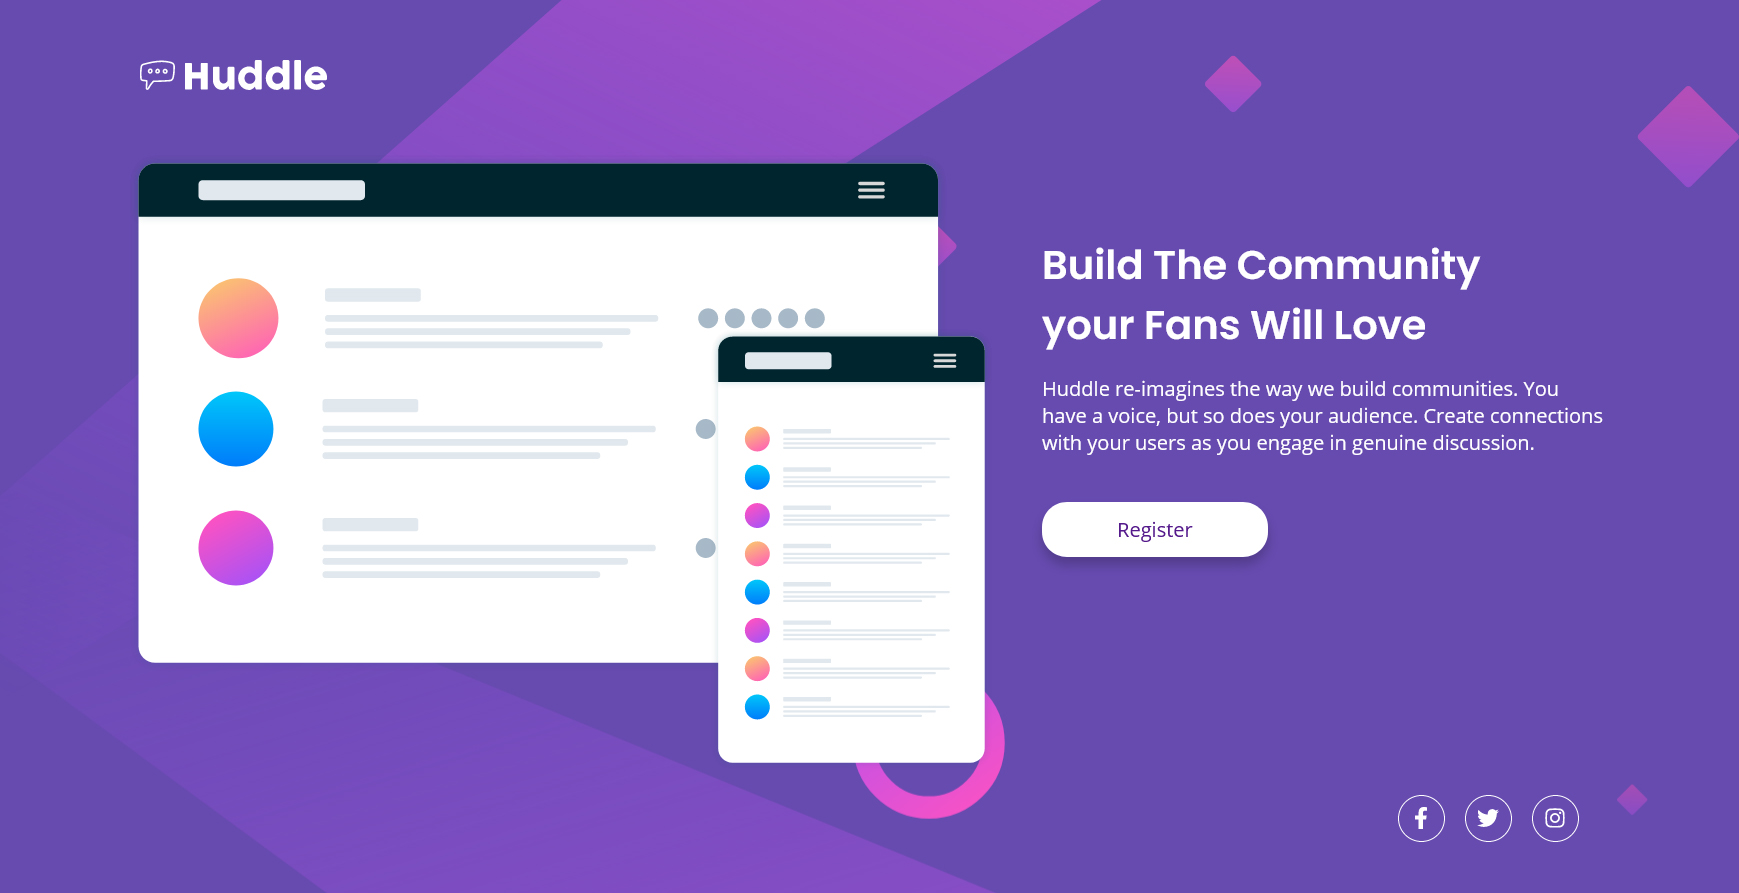 Huddle
Build The Community
your Fans Will Love
Huddle re-imagines the way we build communities. You
have a voice, but so does your audience. Create connections
with your users as you engage in genuine discussion.
Register